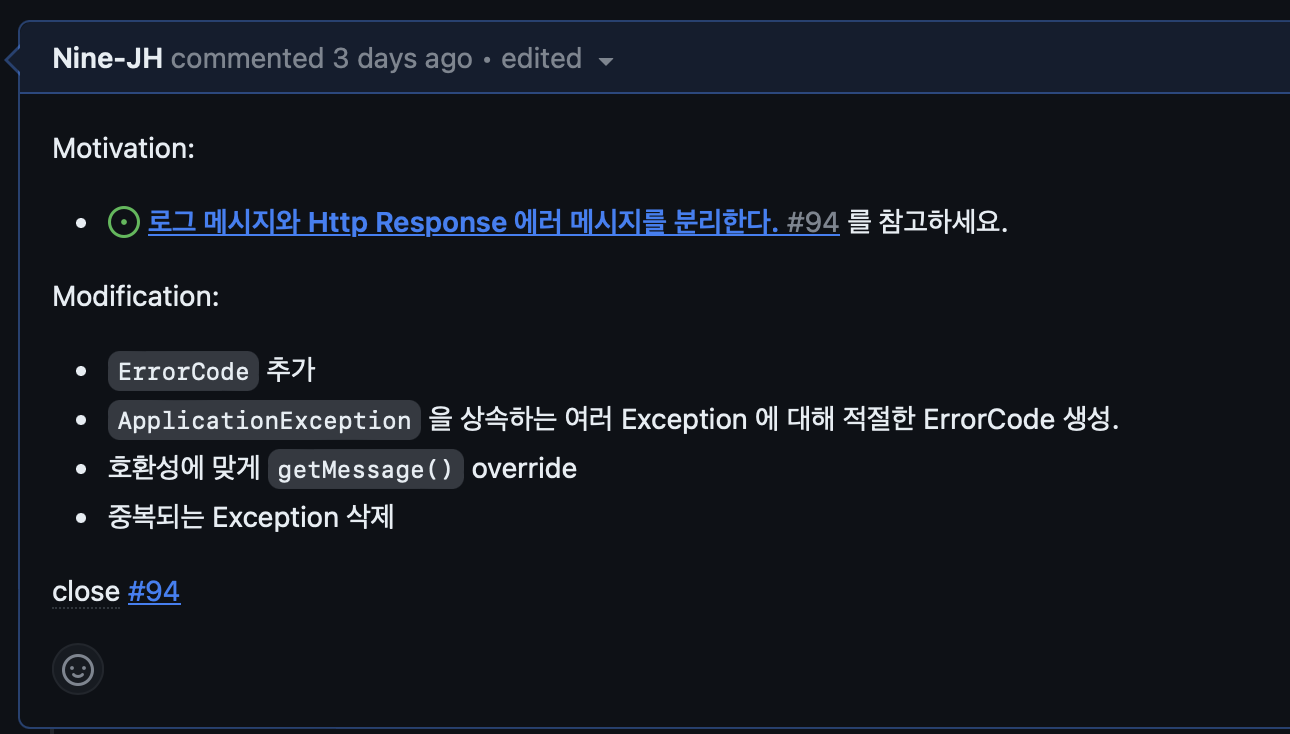 Nine-JH commented 3 days ago • edited
Motivation:
로그 메시지와 Http Response 에러 메시지를 분리한다. #94 를 참고하세요.
Modification:
ErrorCode 추가
ApplicationException 을 상속하는 여러 Exception 에 대해 적절한 ErrorCode 생성.
호환성에 맞게 getMessage() override
중복되는 Exception 삭제
close #94